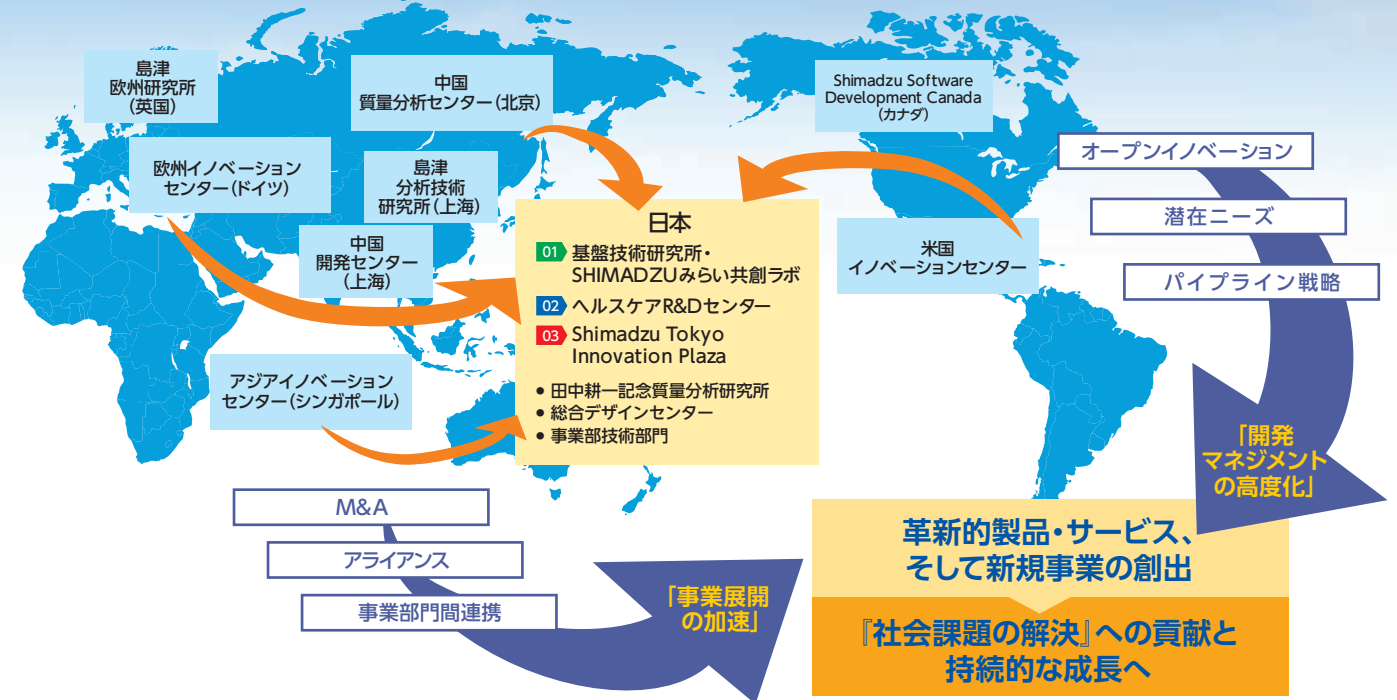 島津
欧州研究所
(英国)
中国
質量分析センター(北京)
欧州イノベーション
センター(ドイツ)
島津
分析技術
研究所(上海)
中国
開発センター
(上海)
アジアイノベーション
センター(シンガポール)
Shimadzu Software
Development Canada
(カナダ)
米国
イノベーションセンター
日本
01 基盤技術研究所・
SHIMADZUみらい共創ラボ
02 ヘルスケアR&Dセンター
03 Shimadzu Tokyo
Innovation Plaza
• 田中耕一記念質量分析研究所
• 総合デザインセンター
• 事業部技術部門
オープンイノベーション
潜在ニーズ
パイプライン戦略
「開発
マネジメント
の高度化」
M&A
アライアンス
事業部門間連携
「事業展開
の加速」
革新的製品・サービス、
そして新規事業の創出
『社会課題の解決』への貢献と
持続的な成長へ